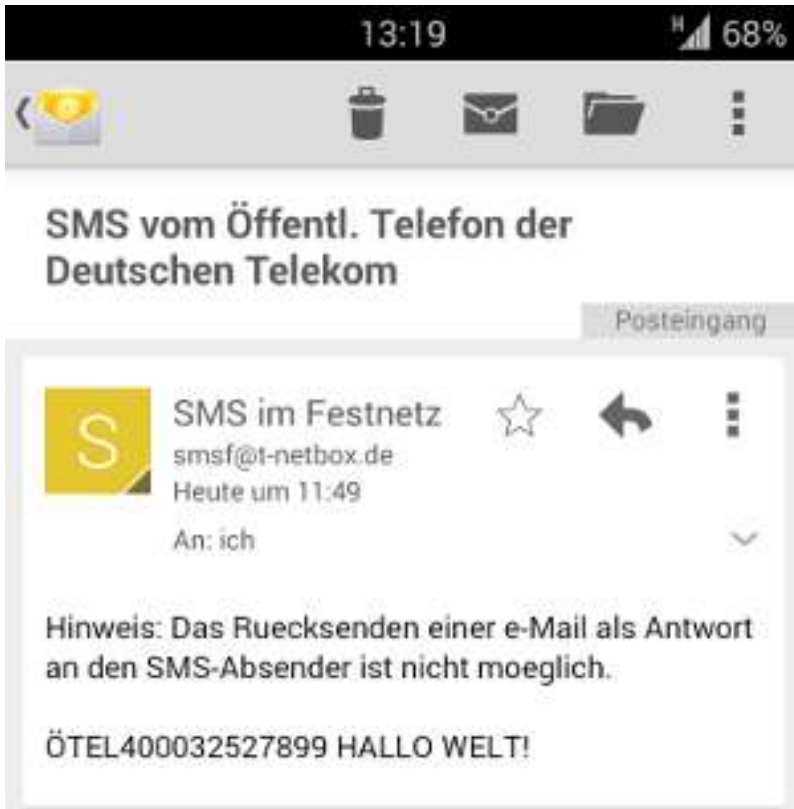 13:19 H 68%
SMS vom Öffentl. Telefon der
Deutschen Telekom
Posteingang
S
SMS im Festnetz
smsf@t-netbox.de
Heute um 11:49
An: ich
Hinweis: Das Ruecksenden einer e-Mail als Antwort
an den SMS-Absender ist nicht moeglich.
ÖTEL400032527899 HALLO WELT!